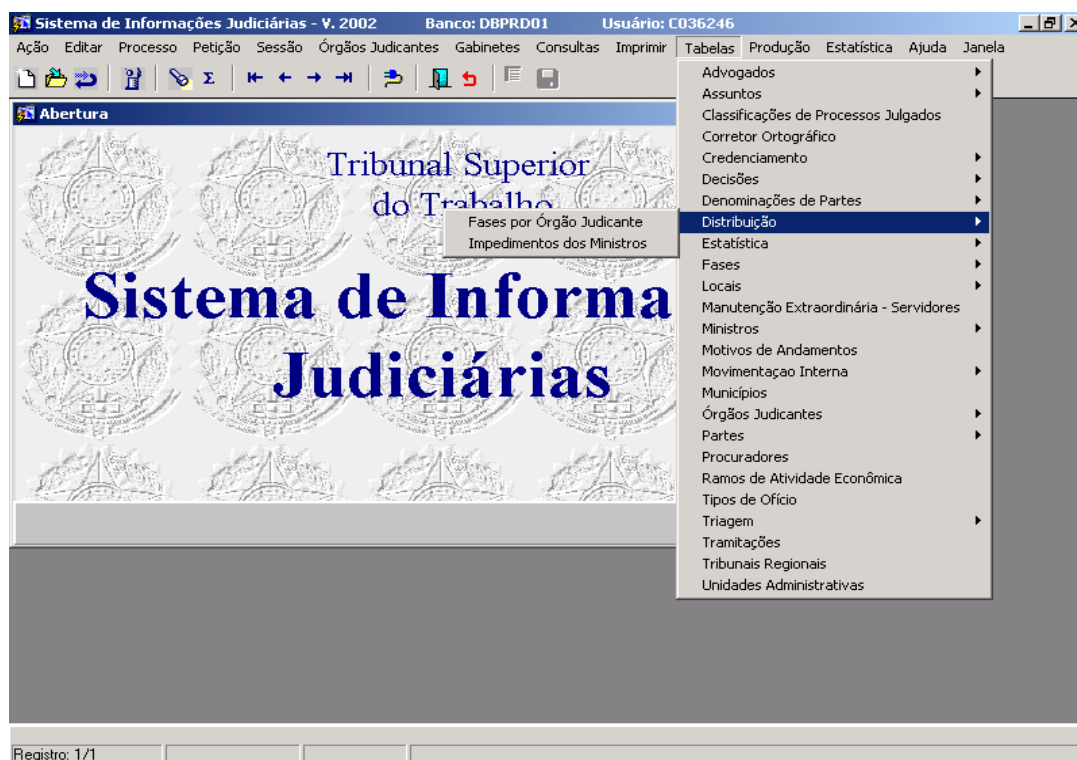 Sistema de Informações Judiciárias - V. 2002 Banco: DBPRD01 Usuário: C036246
Ação Editar Processo Petição Sessão Órgãos Judicantes Gabinetes Consultas Imprimir Tabelas Produção Estatística Ajuda Janela
Abertura
Tribunal Superior
do Trabalho
Sistema de Informa
Judiciárias
Fases por Órgão Judicante
Impedimentos dos Ministros
Advogados
Assuntos
Classificações de Processos Julgados
Corretor Ortográfico
Credenciamento
Decisões
Denominações de Partes
Distribuição
Estatística
Fases
Locais
Manutenção Extraordinária - Servidores
Ministros
Motivos de Andamentos
Movimentaçao Interna
Municípios
Órgãos Judicantes
Partes
Procuradores
Ramos de Atividade Econômica
Tipos de Ofício
Triagem
Tramitações
Tribunais Regionais
Unidades Administrativas
Registro: 1/1